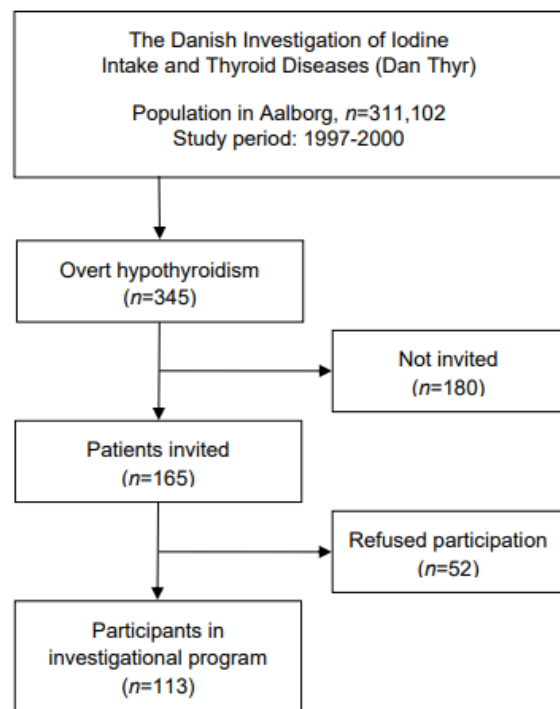 The Danish Investigation of Iodine
Intake and Thyroid Diseases (Dan Thyr)
Population in Aalborg, n=311,102
Study period: 1997-2000
Overt hypothyroidism
(n=345)
Not invited
(n=180)
Patients invited
(n=165)
Refused participation
(n=52)
Participants in
investigational program
(n=113)